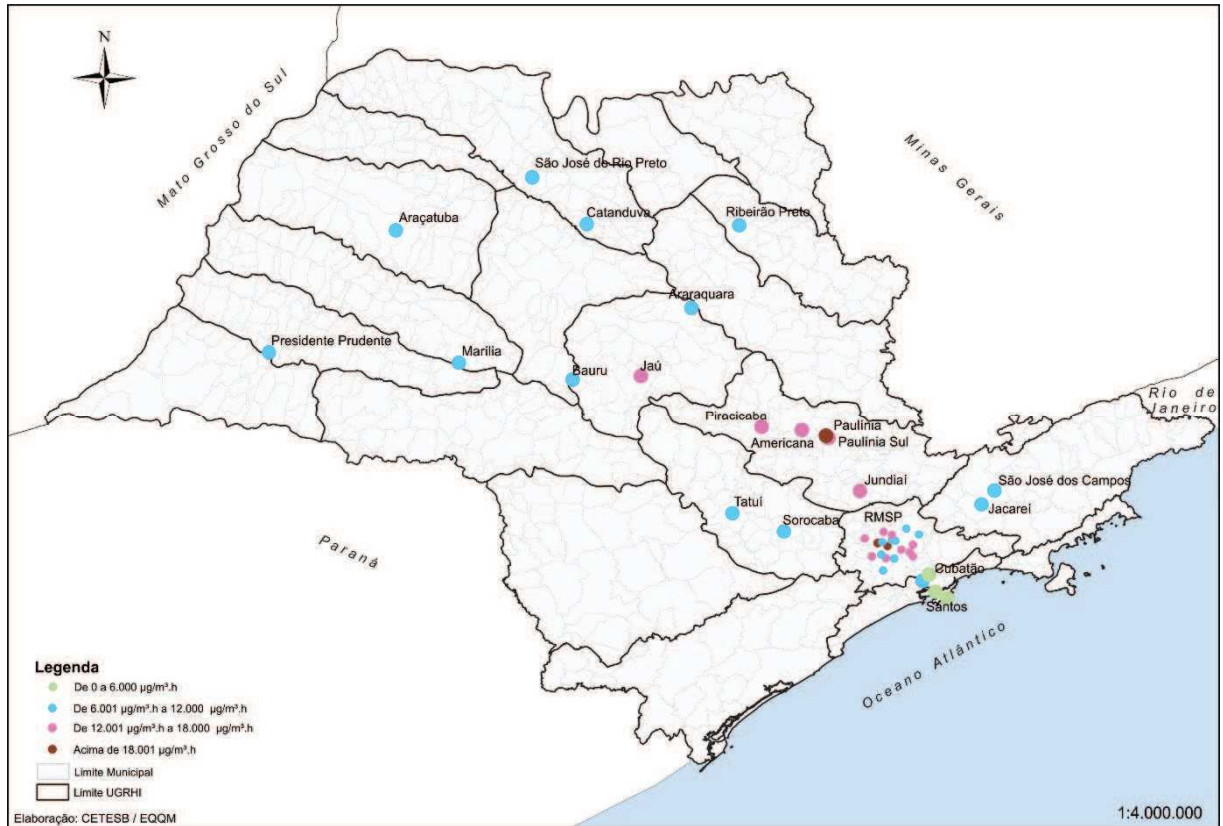 N
Mato Grosso do Sul
Minas Gerais
São José do Rio Preto
Araçatuba
Catanduva
Ribeirão Preto
Araraquara
Presidente Prudente
Marília
Bauru
Jaú
Rio de
Janeiro
Piracicaba
Paulínia
Americana
Paulínia Sul
Jundiaí
São José dos Campos
Jacareí
Tatuí
Sorocaba
RMSP
Paraná
Cubatão
Santos
Oceano Atlântico
Legenda
De 0 a 6.000 µg/m³.h
De 6.001 µg/m³.h a 12.000 µg/m³.h
De 12.001 µg/m³.h a 18.000 µg/m³.h
Acima de 18.001 µg/m³.h
Limite Municipal
Limite UGRHI
Elaboração: CETESB / EQQM
1:4.000.000